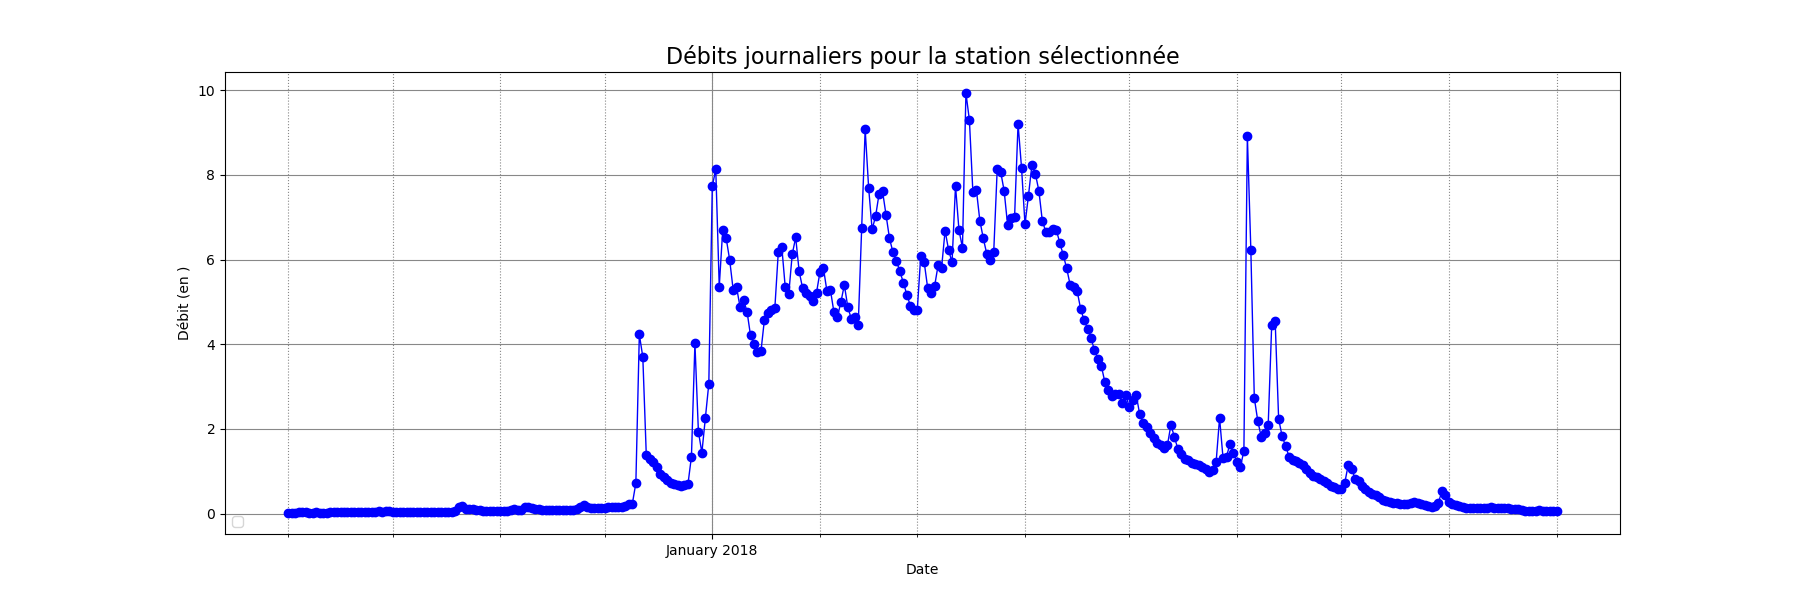 Débits journaliers pour la station sélectionnée
10
8
6
4
2
0
Débit (en )
January 2018
Date